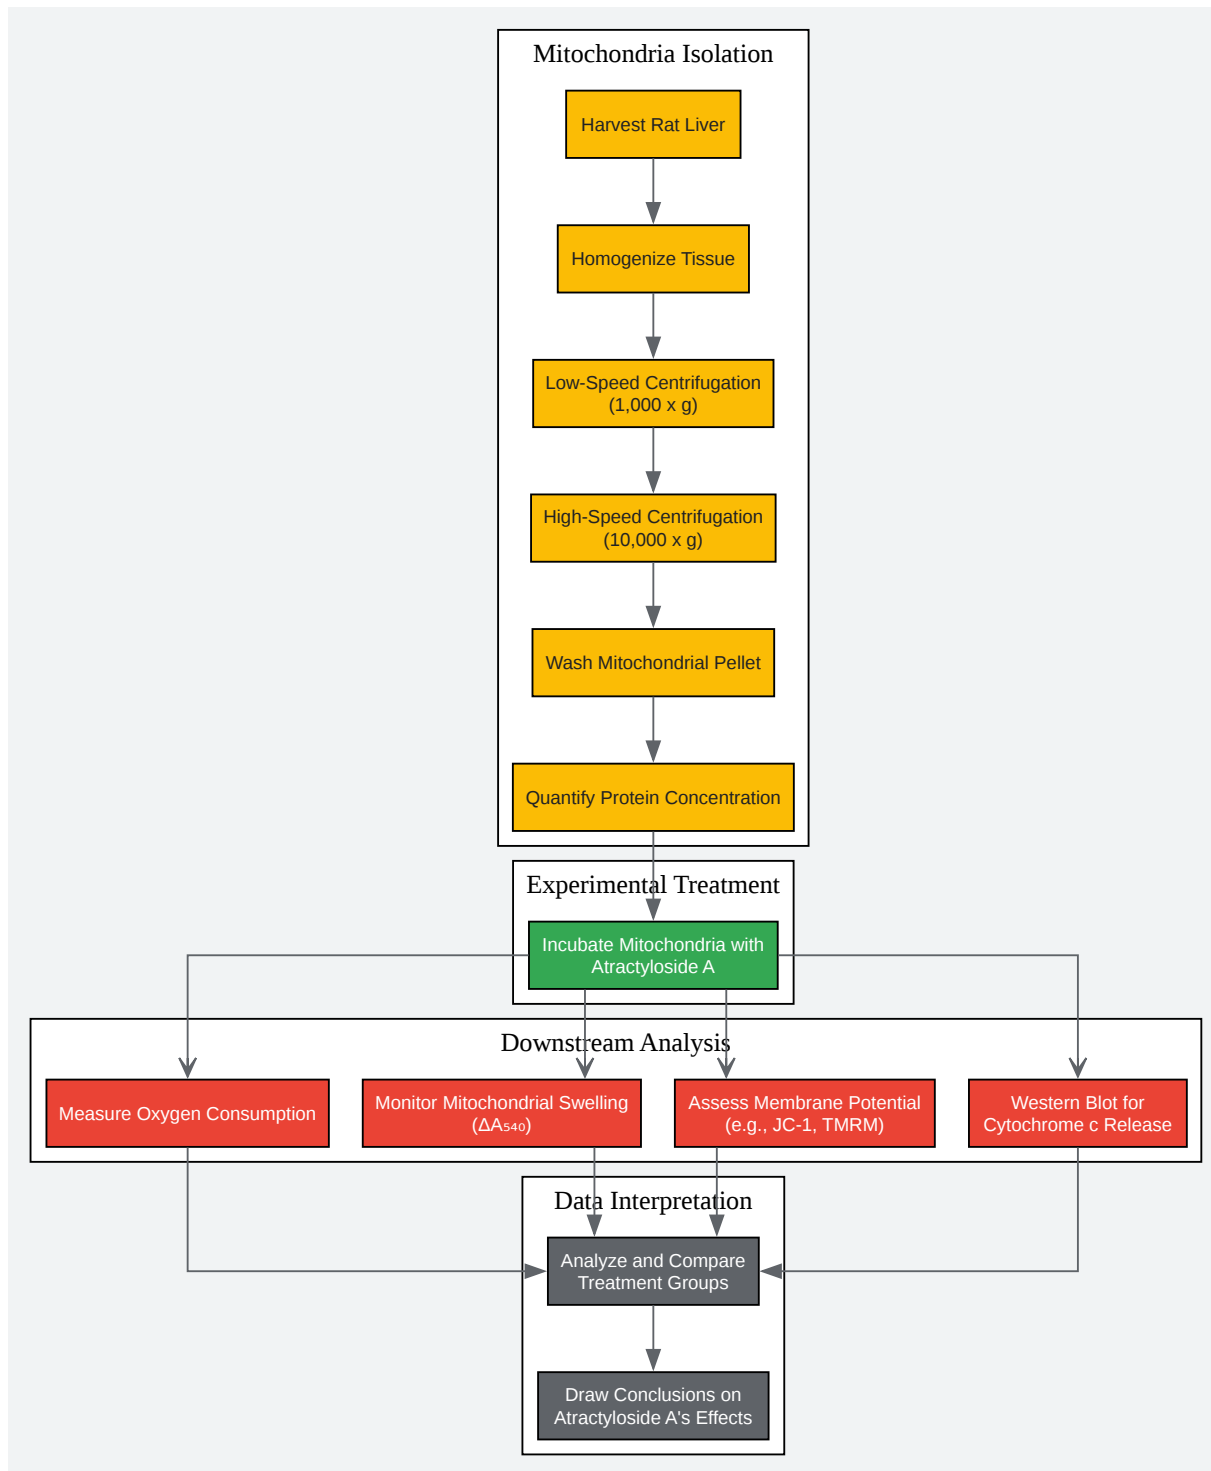 Mitochondria Isolation
Harvest Rat Liver
Homogenize Tissue
Low-Speed Centrifugation
(1,000 x g)
High-Speed Centrifugation
(10,000 x g)
Wash Mitochondrial Pellet
Quantify Protein Concentration
Experimental Treatment
Incubate Mitochondria with
Atractyloside A
Downstream Analysis
Measure Oxygen Consumption
Monitor Mitochondrial Swelling
(ΔA₅₄₀)
Assess Membrane Potential
(e.g., JC-1, TMRM)
Western Blot for
Cytochrome c Release
Data Interpretation
Analyze and Compare
Treatment Groups
Draw Conclusions on
Atractyloside A's Effects